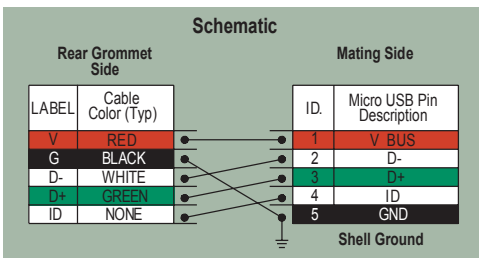 Schematic
Rear Grommet
Side
Mating Side
LABEL Cable
Color (Typ)
ID. Micro USB Pin
Description
V RED 1 V BUS
G BLACK 2 D-
D- WHITE 3 D+
D+ GREEN 4 ID
ID NONE 5 GND
Shell Ground